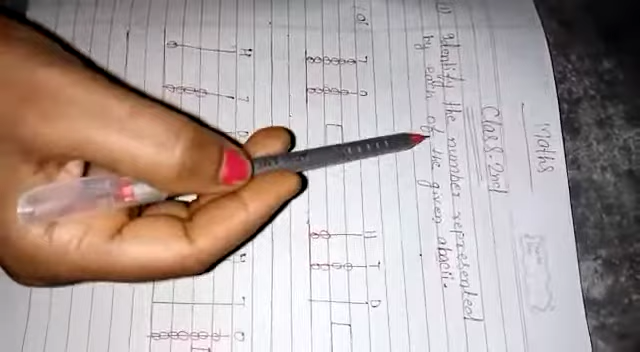 Maths
Class: 2nd
(1) Identify the number represented
by each of the given abacii.
(a) T O
H T O
H T
H T O